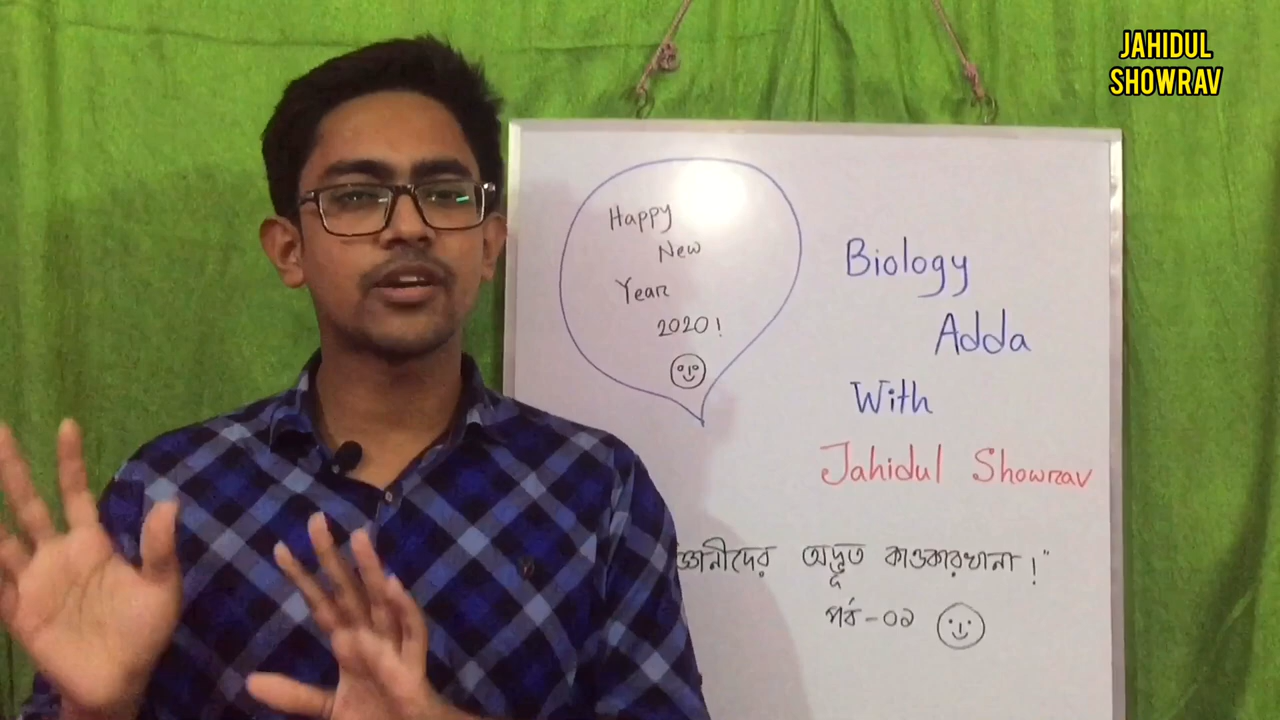 JAHIDUL
SHOWRAV
Happy
New
Year
2020!
Biology
Adda
With
Jahidul Showrav
অদ্ভূত কাণ্ডকারখানা!"
পর্ব-০১